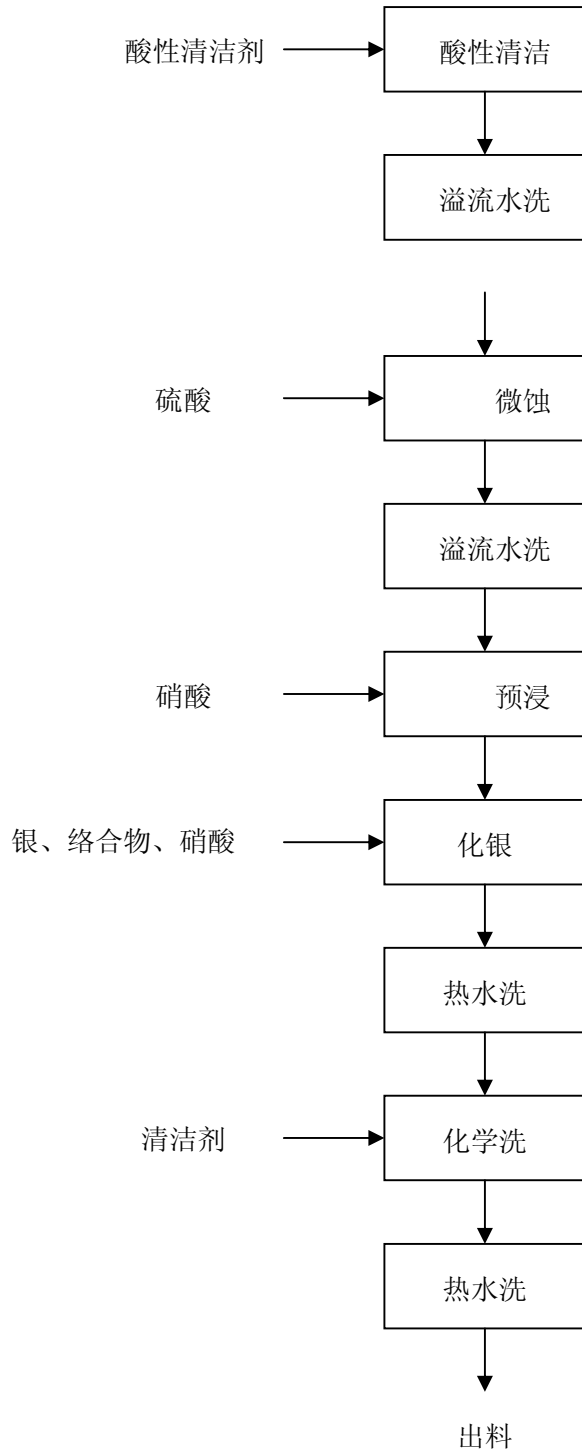 酸性清洁剂
酸性清洁
溢流水洗
硫酸
微蚀
溢流水洗
硝酸
预浸
银、络合物、硝酸
化银
热水洗
清洁剂
化学洗
热水洗
出料